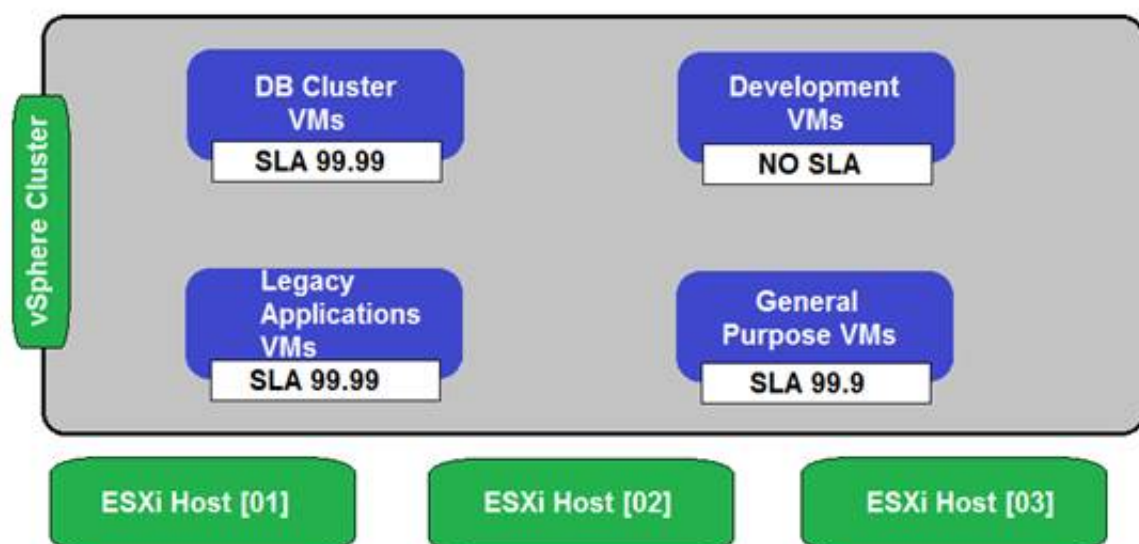 vSphere Cluster
DB Cluster
VMs
SLA 99.99
Development
VMs
NO SLA
Legacy
Applications
VMs
SLA 99.99
General
Purpose VMs
SLA 99.9
ESXi Host [01]
ESXi Host [02]
ESXi Host [03]